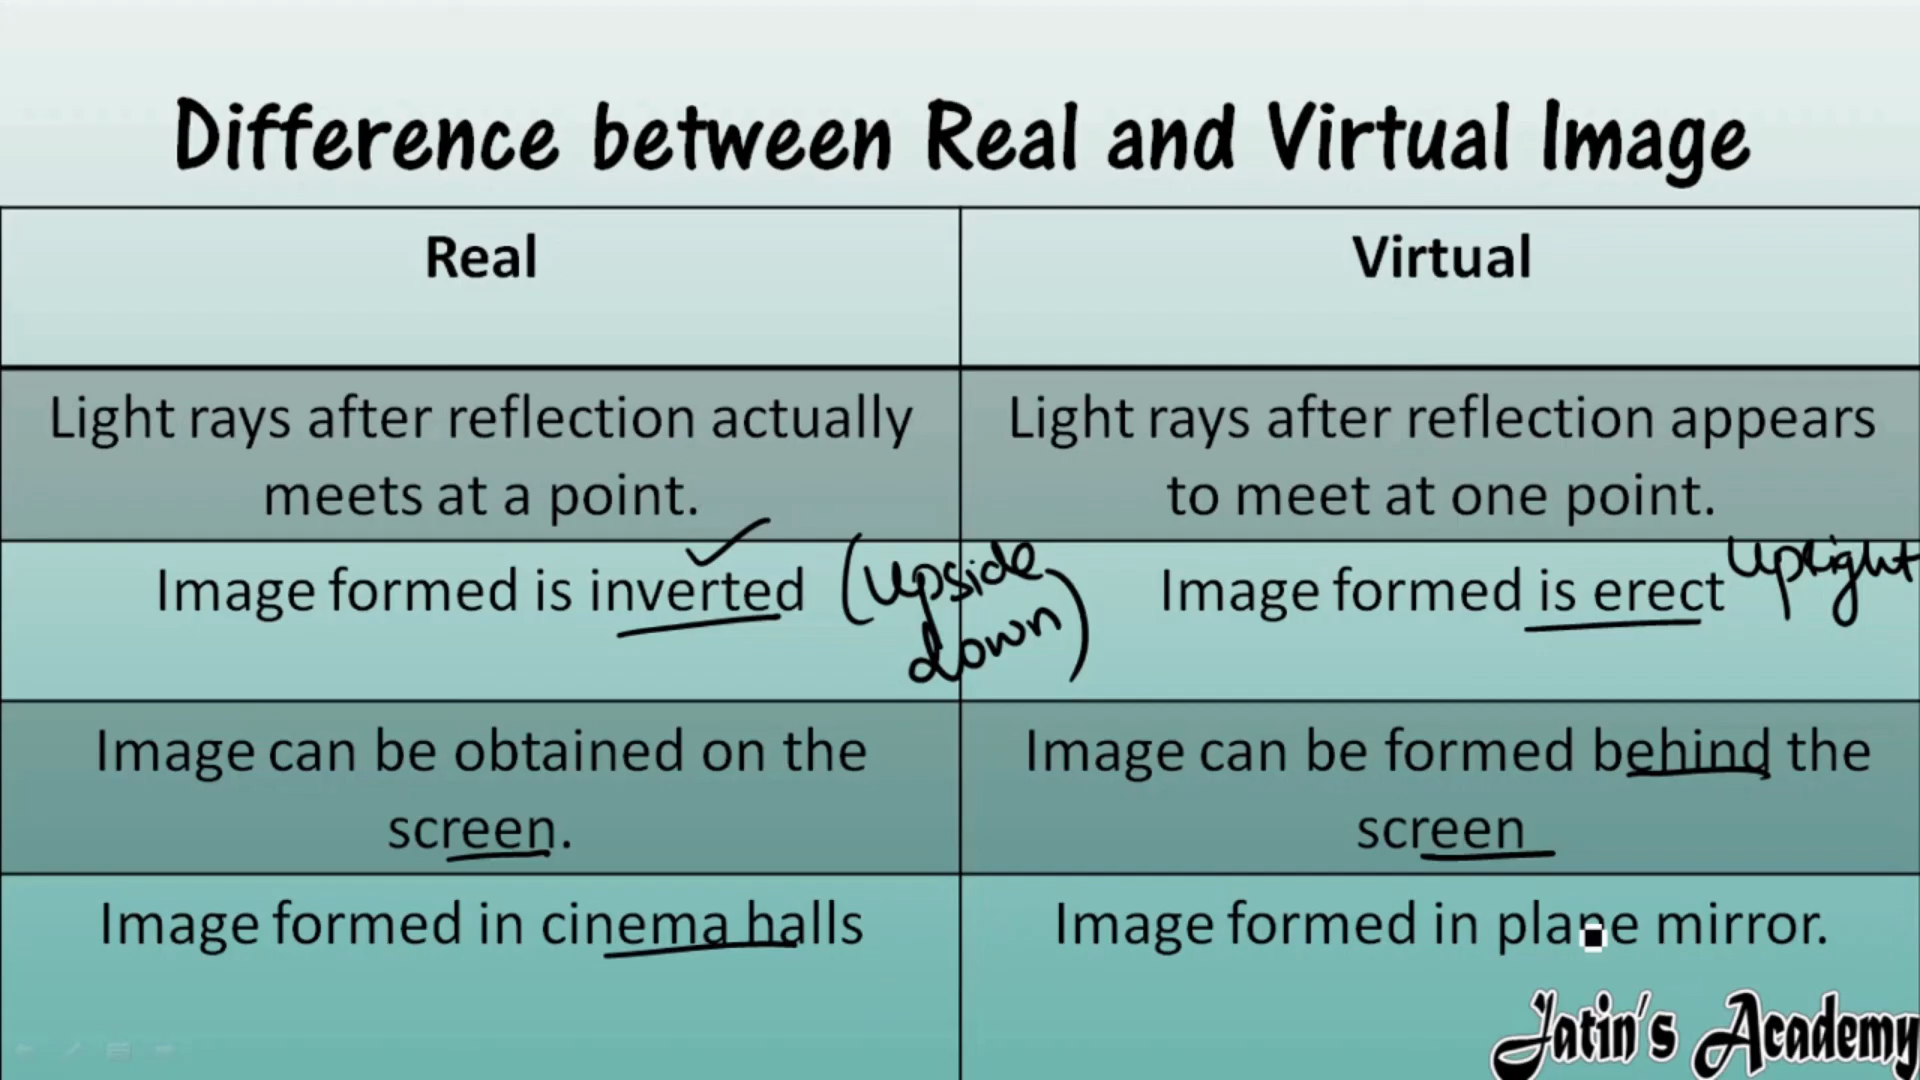 Difference between Real and Virtual Image
Real
Virtual
Light rays after reflection actually
meets at a point.
Light rays after reflection appears
to meet at one point.
Image formed is inverted
(upside
down)
Image formed is erect
upright
Image can be obtained on the
screen.
Image can be formed behind the
screen
Image formed in cinema halls
Image formed in plane mirror.
Jatin's Academy